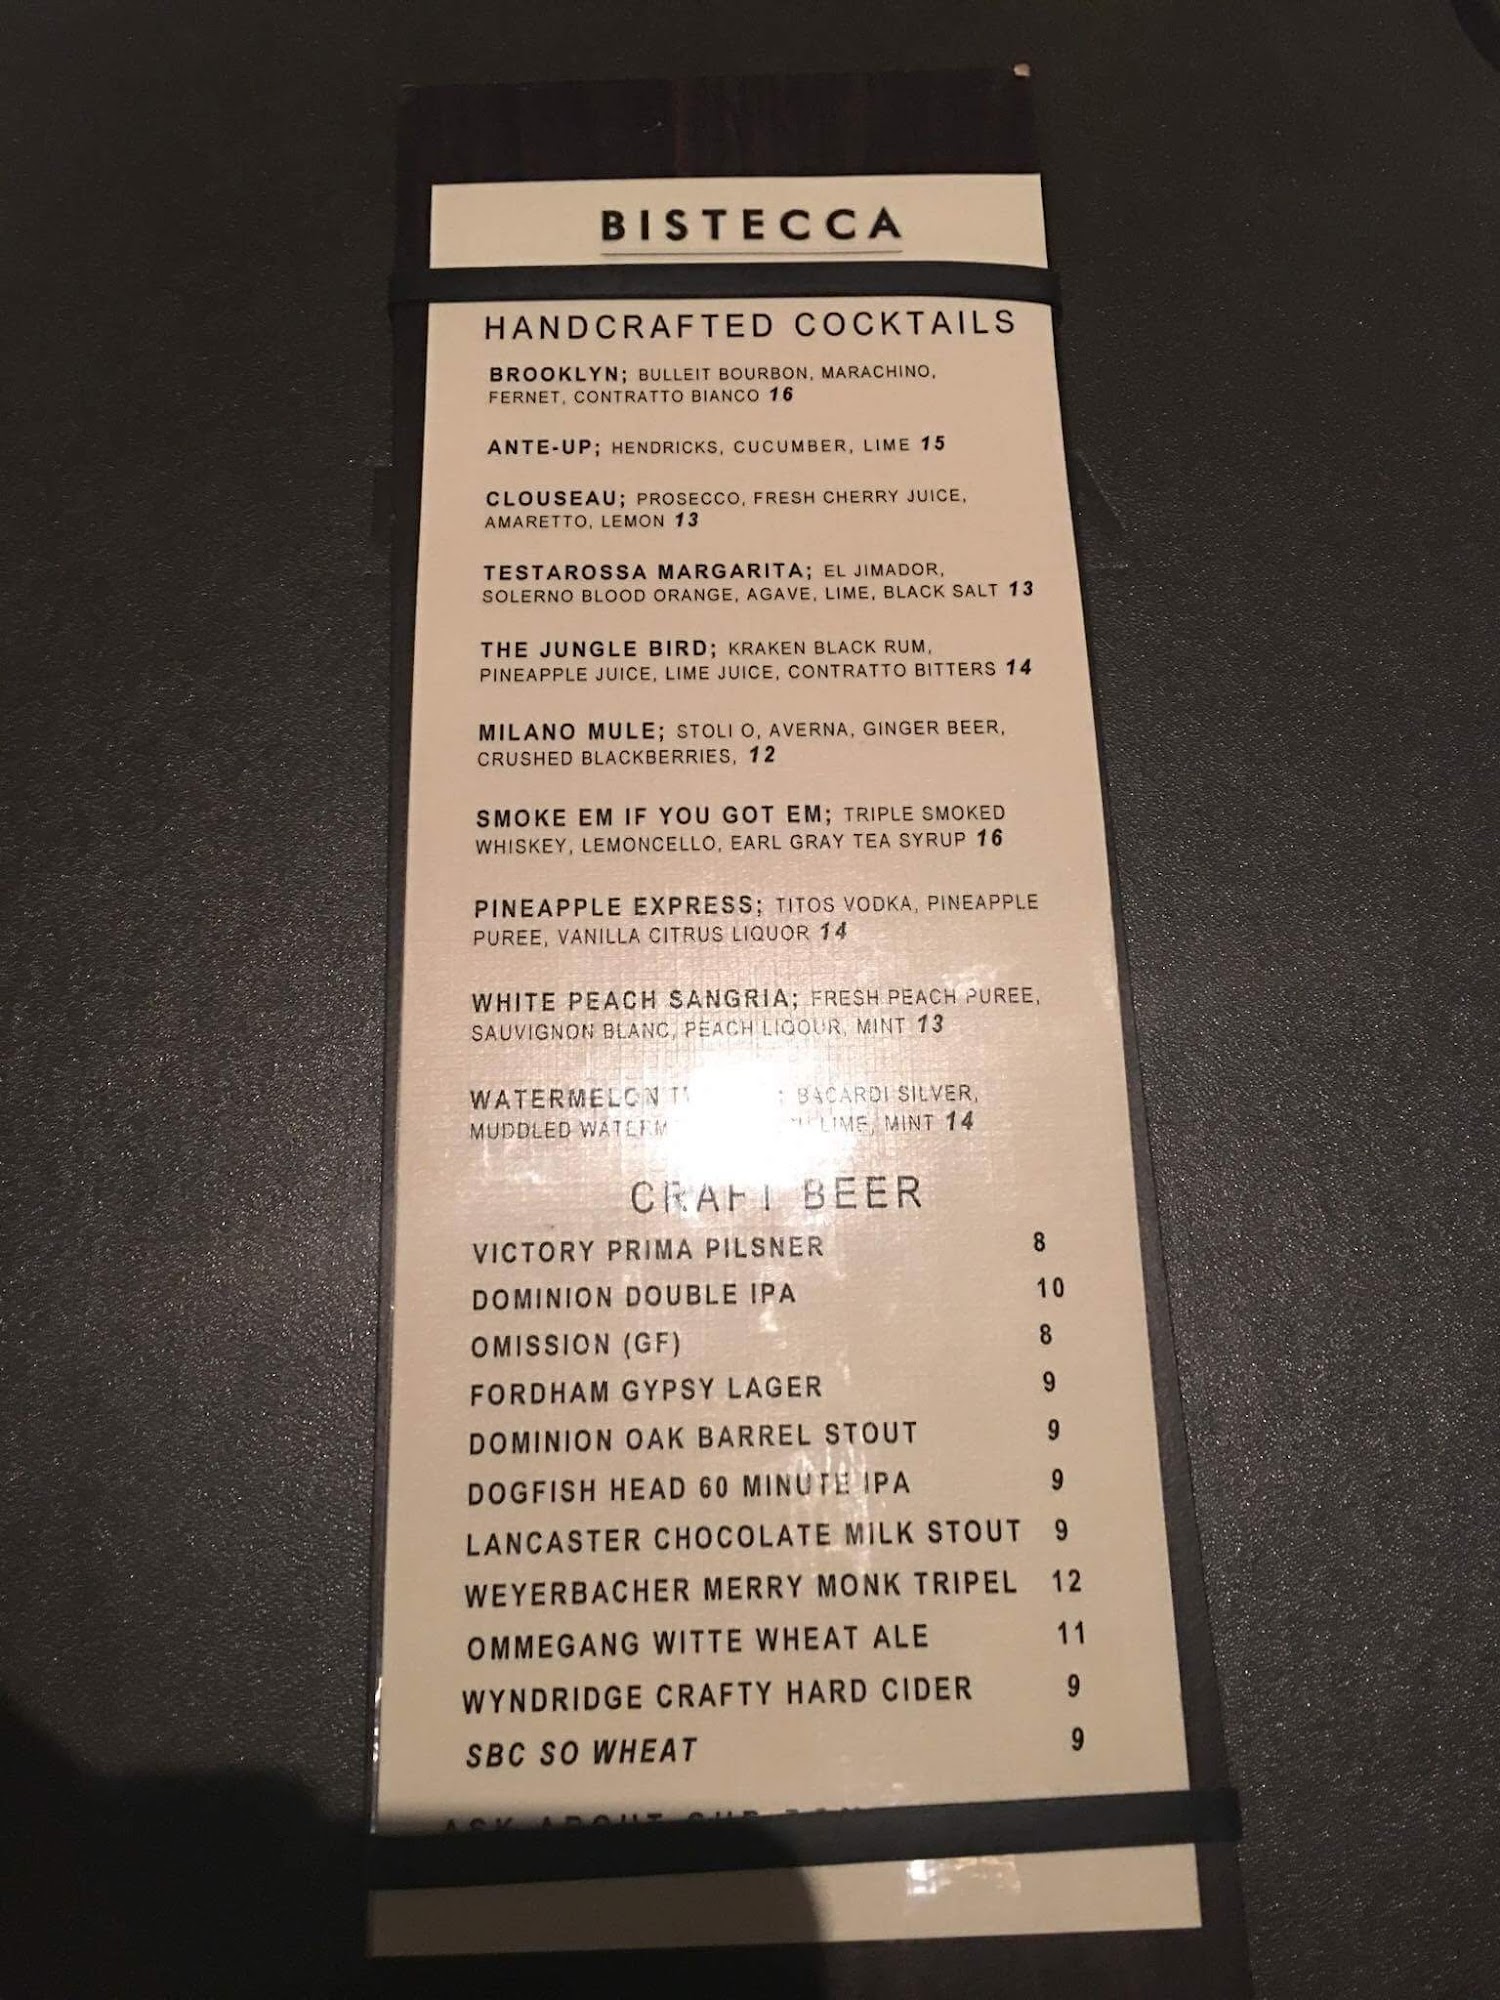 BISTECCA
HANDCRAFTED COCKTAILS
BROOKLYN; BULLEIT BOURBON, MARACHINO,
FERNET, CONTRATTO BIANCO 16
ANTE-UP; HENDRICKS, CUCUMBER, LIME 15
CLOUSEAU; PROSECCO, FRESH CHERRY JUICE,
AMARETTO, LEMON 13
TESTAROSSA MARGARITA; EL JIMADOR,
SOLERNO BLOOD ORANGE, AGAVE, LIME, BLACK SALT 13
THE JUNGLE BIRD; KRAKEN BLACK RUM,
PINEAPPLE JUICE, LIME JUICE, CONTRATTO BITTERS 14
MILANO MULE; STOLI O, AVERNA, GINGER BEER,
CRUSHED BLACKBERRIES, 12
SMOKE EM IF YOU GOT EM; TRIPLE SMOKED
WHISKEY, LEMONCELLO, EARL GRAY TEA SYRUP 16
PINEAPPLE EXPRESS; TITOS VODKA, PINEAPPLE
PUREE, VANILLA CITRUS LIQUOR 14
WHITE PEACH SANGRIA; FRESH PEACH PUREE,
SAUVIGNON BLANC, PEACH LIQOUR, MINT 13
WATERMELON BACARDI SILVER,
MUDDLED LIME, MINT 14
CRAFT BEER
VICTORY PRIMA PILSNER 8
DOMINION DOUBLE IPA 10
OMISSION (GF) 8
FORDHAM GYPSY LAGER 9
DOMINION OAK BARREL STOUT 9
DOGFISH HEAD 60 MINUTE IPA 9
LANCASTER CHOCOLATE MILK STOUT 9
WEYERBACHER MERRY MONK TRIPEL 12
OMMEGANG WITTE WHEAT ALE 11
WYNDRIDGE CRAFTY HARD CIDER 9
SBC SO WHEAT 9
ASK ABOUT OUR